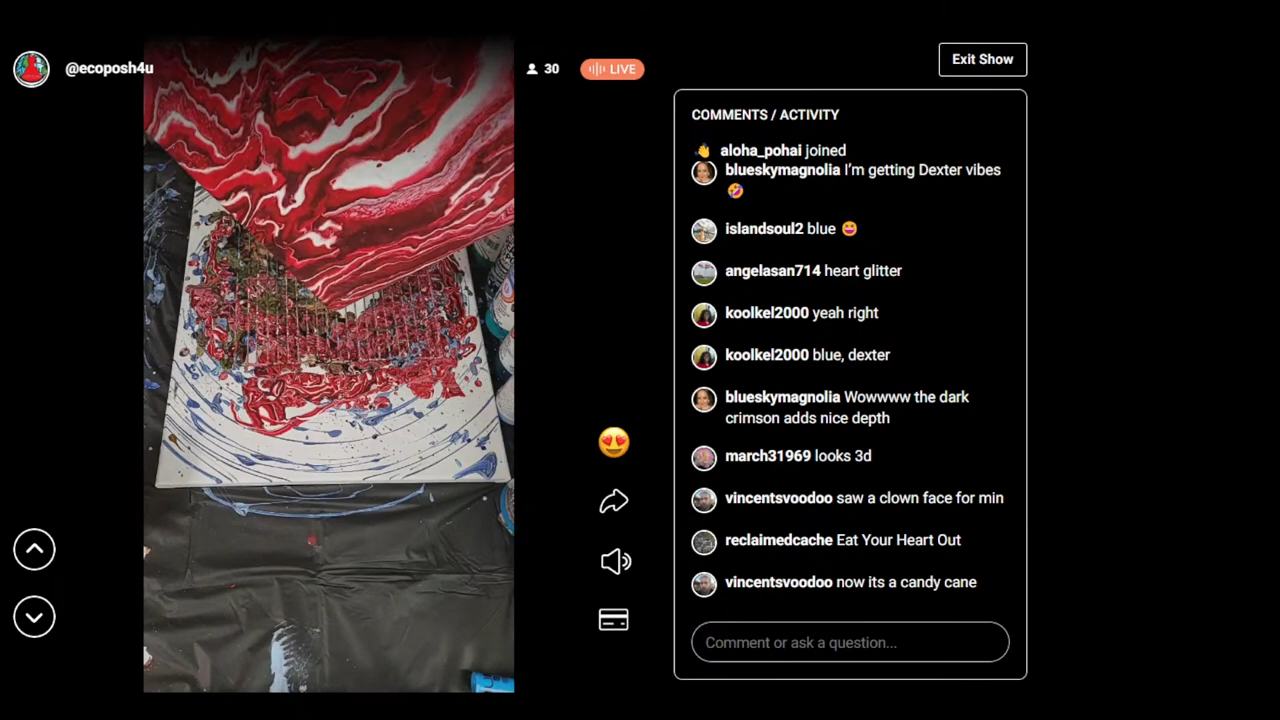 @ecoposh4u
30
LIVE
Exit Show
COMMENTS / ACTIVITY
aloha_pohai joined
blueskymagnolia I'm getting Dexter vibes
🤣
islandsoul2 blue 😆
angelasan714 heart glitter
koolkel2000 yeah right
koolkel2000 blue, dexter
blueskymagnolia Wowwww the dark
crimson adds nice depth
march31969 looks 3d
vincentsvoodoo saw a clown face for min
reclaimedcache Eat Your Heart Out
vincentsvoodoo now its a candy cane
Comment or ask a question...